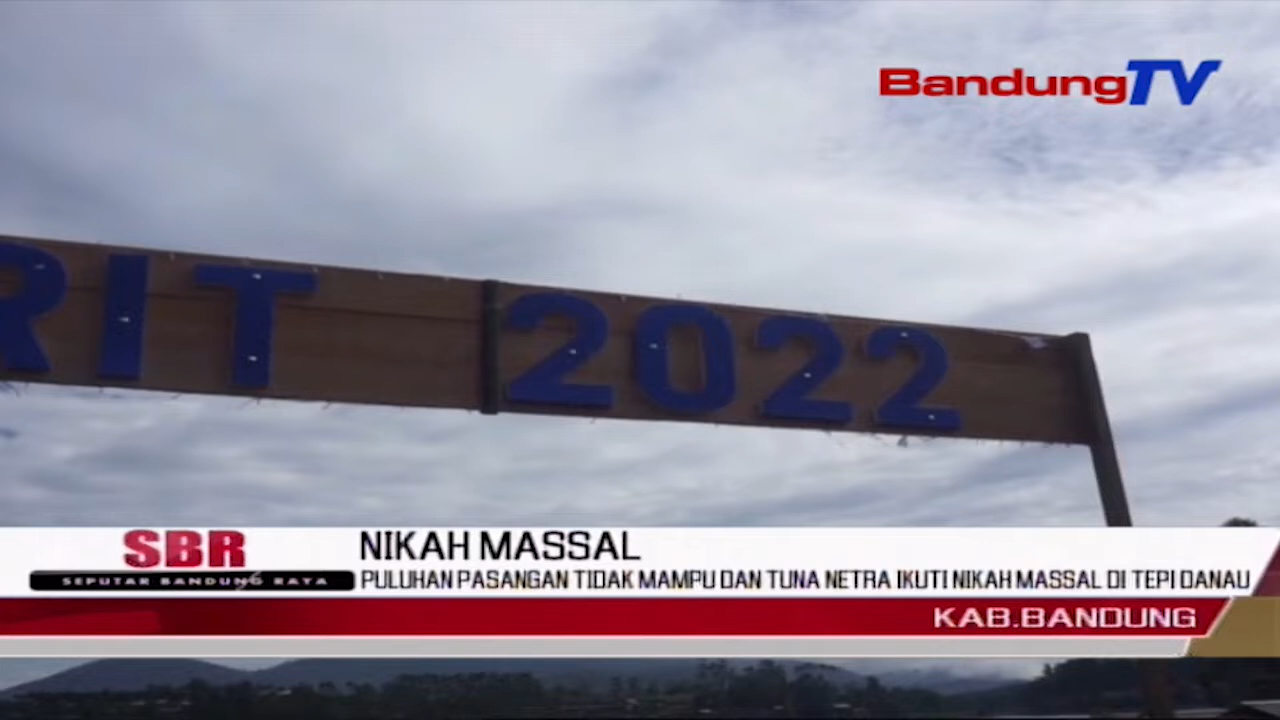 BandungTV
RIT 2022
SBR
SEPUTAR BANDUNG RAYA
NIKAH MASSAL
PULUHAN PASANGAN TIDAK MAMPU DAN TUNA NETRA IKUTI NIKAH MASSAL DI TEPI DANAU
KAB.BANDUNG